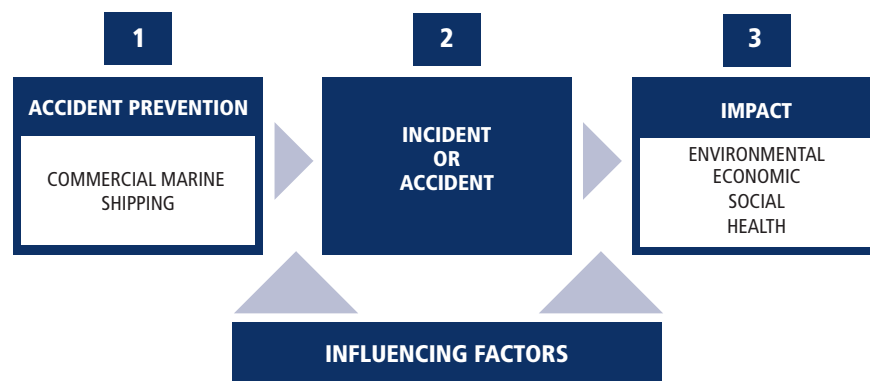 1
ACCIDENT PREVENTION
COMMERCIAL MARINE
SHIPPING
2
INCIDENT
OR
ACCIDENT
3
IMPACT
ENVIRONMENTAL
ECONOMIC
SOCIAL
HEALTH
INFLUENCING FACTORS